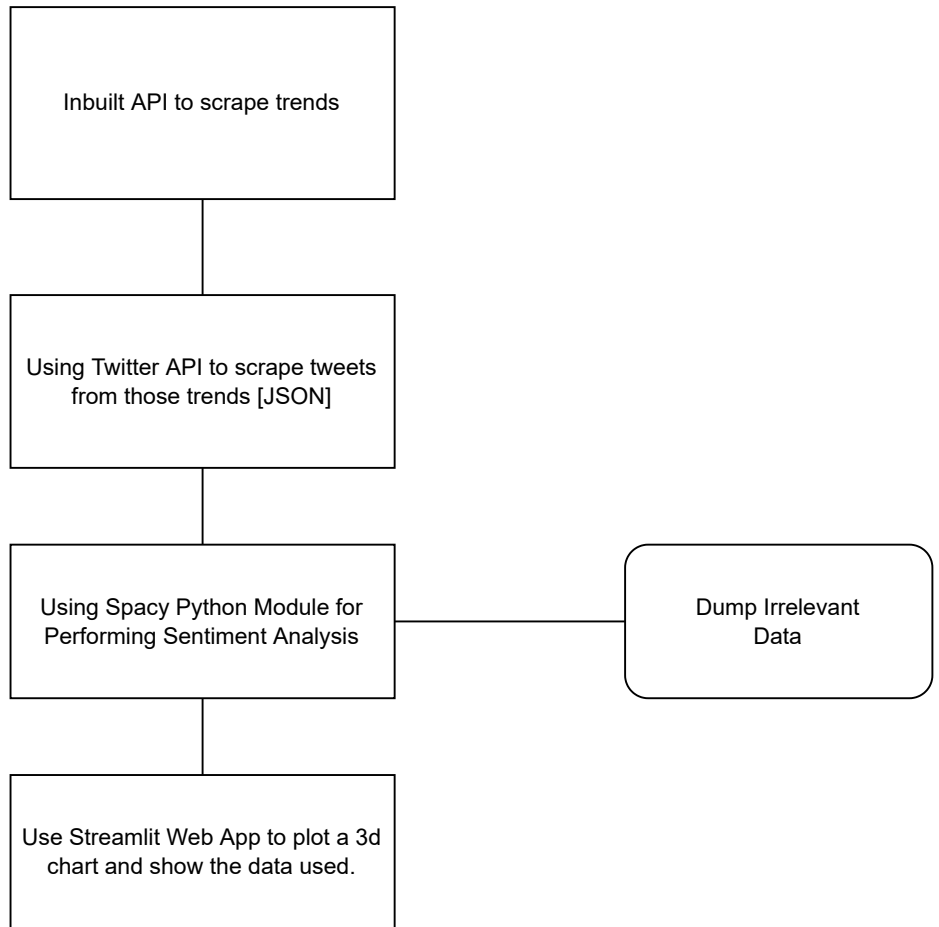 Inbuilt API to scrape trends
Using Twitter API to scrape tweets
from those trends [JSON]
Using Spacy Python Module for
Performing Sentiment Analysis
Dump Irrelevant
Data
Use Streamlit Web App to plot a 3d
chart and show the data used.